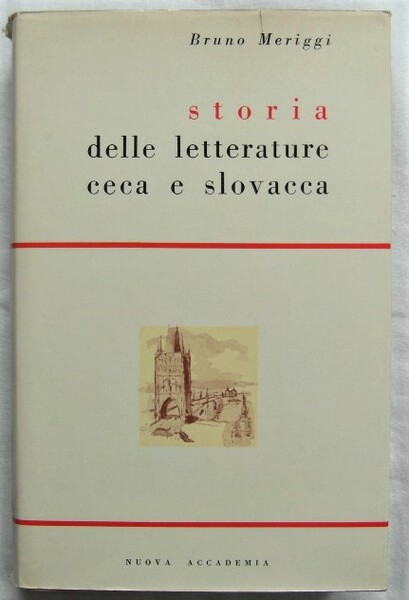 Bruno Meriggi
storia
delle letterature
ceca e slovacca
NUOVA ACCADEMIA